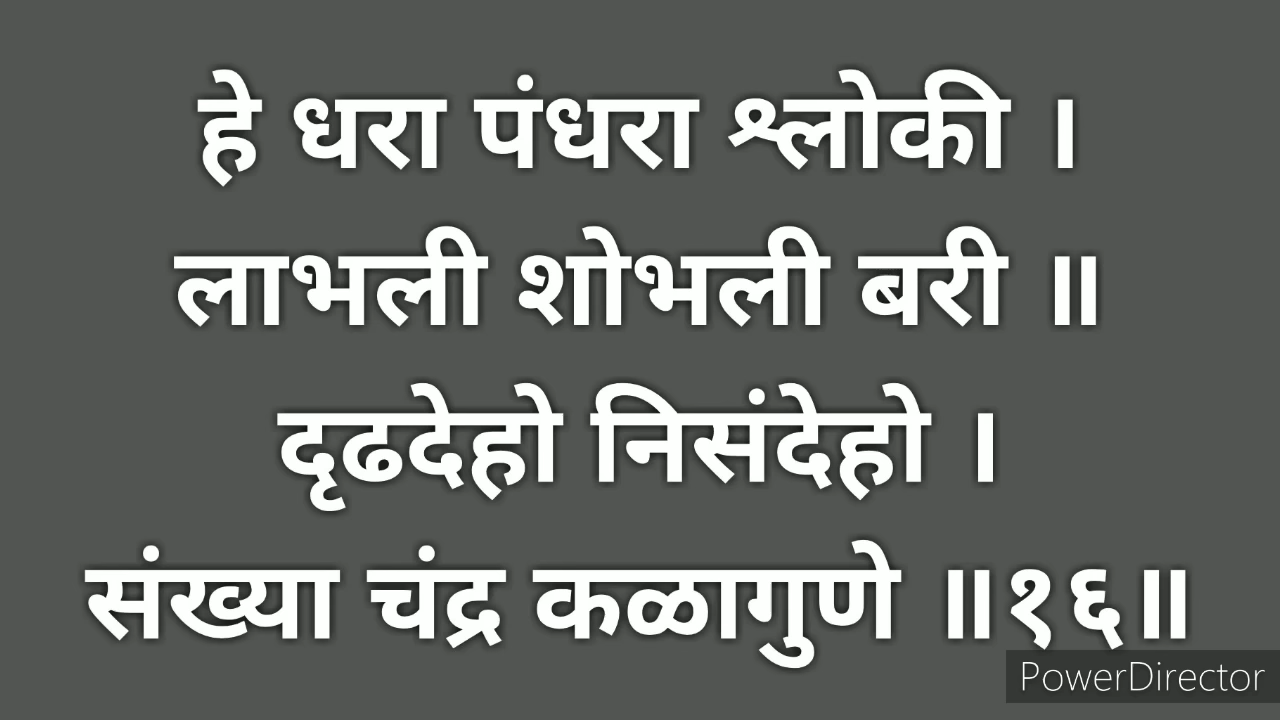 हे धरा पंधरा श्लोकी ।
लाभली शोभली बरी ॥
दृढदेहो निसंदेहो ।
संख्या चंद्र कळागुणे ॥१६॥
PowerDirector